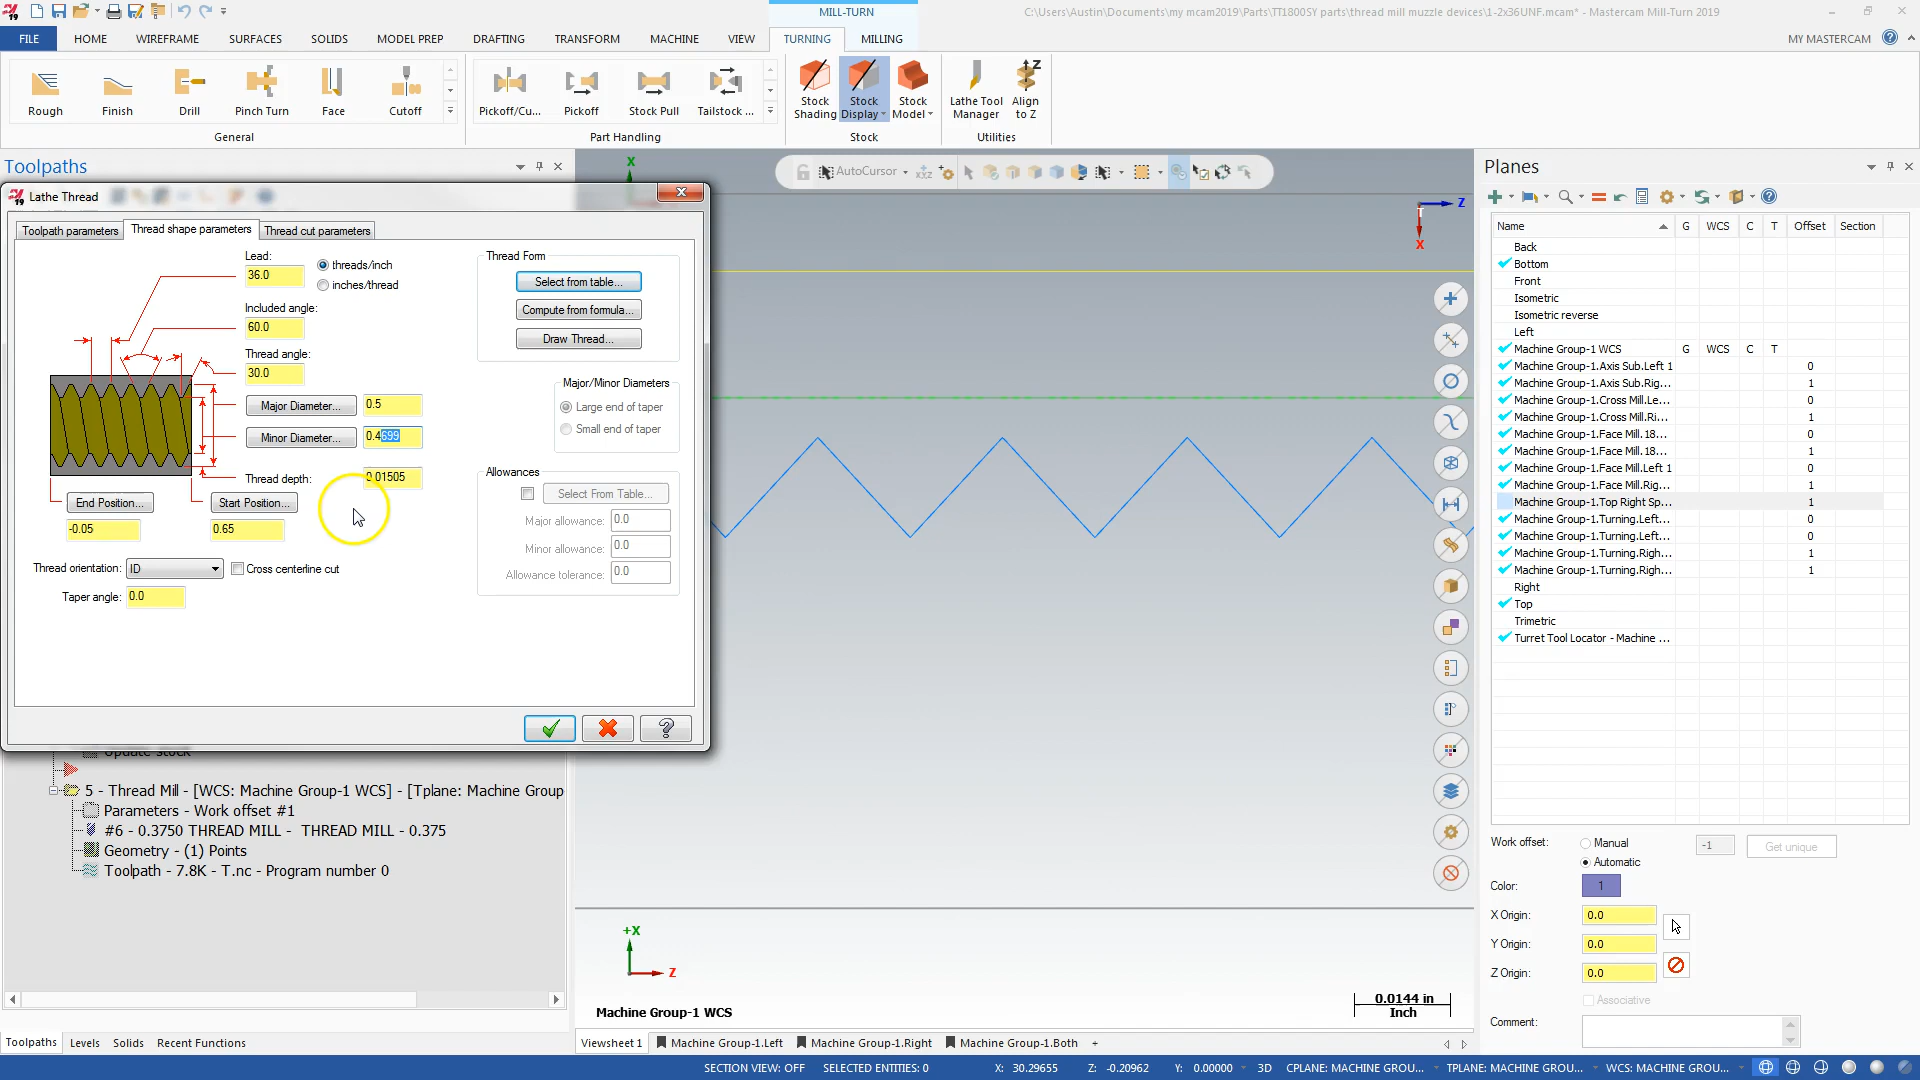 19
MILL-TURN
C:\Users\Austin\Documents\my mcam2019\Parts\TT1800SY parts\thread mill muzzle devices\1-2x36UNF.mcam* - Mastercam Mill-Turn 2019
FILE
HOME
WIREFRAME
SURFACES
SOLIDS
MODEL PREP
DRAFTING
TRANSFORM
MACHINE
VIEW
TURNING
MILLING
MY MASTERCAM
Rough
Finish
Drill
Pinch Turn
Face
Cutoff
Pickoff/Cu...
Pickoff
Stock Pull
Tailstock ...
Stock Shading
Stock Display
Stock Model
Lathe Tool Manager
Align to Z
General
Part Handling
Stock
Utilities
Toolpaths
AutoCursor
Planes
Lathe Thread
Toolpath parameters
Thread shape parameters
Thread cut parameters
Lead:
36.0
threads/inch
inches/thread
Included angle:
60.0
Thread angle:
30.0
Major Diameter...
0.5
Minor Diameter...
0.4699
Thread depth:
0.01505
End Position...
Start Position...
-0.05
0.65
Thread orientation:
ID
Cross centerline cut
Taper angle:
0.0
Thread Form
Select from table...
Compute from formula...
Draw Thread...
Major/Minor Diameters
Large end of taper
Small end of taper
Allowances
Select From Table...
Major allowance:
0.0
Minor allowance:
0.0
Allowance tolerance:
0.0
Update stock
5 - Thread Mill - [WCS: Machine Group-1 WCS] - [Tplane: Machine Group
Parameters - Work offset #1
#6 - 0.3750 THREAD MILL - THREAD MILL - 0.375
Geometry - (1) Points
Toolpath - 7.8K - T.nc - Program number 0
Toolpaths
Levels
Solids
Recent Functions
X
Z
X
+X
Z
Machine Group-1 WCS
0.0144 in
Inch
Viewsheet 1
Machine Group-1.Left
Machine Group-1.Right
Machine Group-1.Both
+
Name
G
WCS
C
T
Offset
Section
Back
Bottom
Front
Isometric
Isometric reverse
Left
Machine Group-1 WCS G WCS C T
Machine Group-1.Axis Sub.Left 1 0
Machine Group-1.Axis Sub.Rig... 1
Machine Group-1.Cross Mill.Le... 0
Machine Group-1.Cross Mill.Ri... 1
Machine Group-1.Face Mill. 18... 0
Machine Group-1.Face Mill. 18... 1
Machine Group-1.Face Mill.Left 1 0
Machine Group-1.Face Mill.Rig... 1
Machine Group-1.Top Right Sp... 1
Machine Group-1.Turning.Left... 0
Machine Group-1.Turning.Left... 0
Machine Group-1.Turning.Righ... 1
Machine Group-1.Turning.Righ... 1
Right
Top
Trimetric
Turret Tool Locator - Machine ...
Work offset:
Manual
-1
Get unique
Automatic
Color:
1
X Origin:
0.0
Y Origin:
0.0
Z Origin:
0.0
Associative
Comment:
SECTION VIEW: OFF
SELECTED ENTITIES: 0
X: 30.29655
Z: -0.20962
Y: 0.00000
3D
CPLANE: MACHINE GROU...
TPLANE: MACHINE GROU...
WCS: MACHINE GROU...